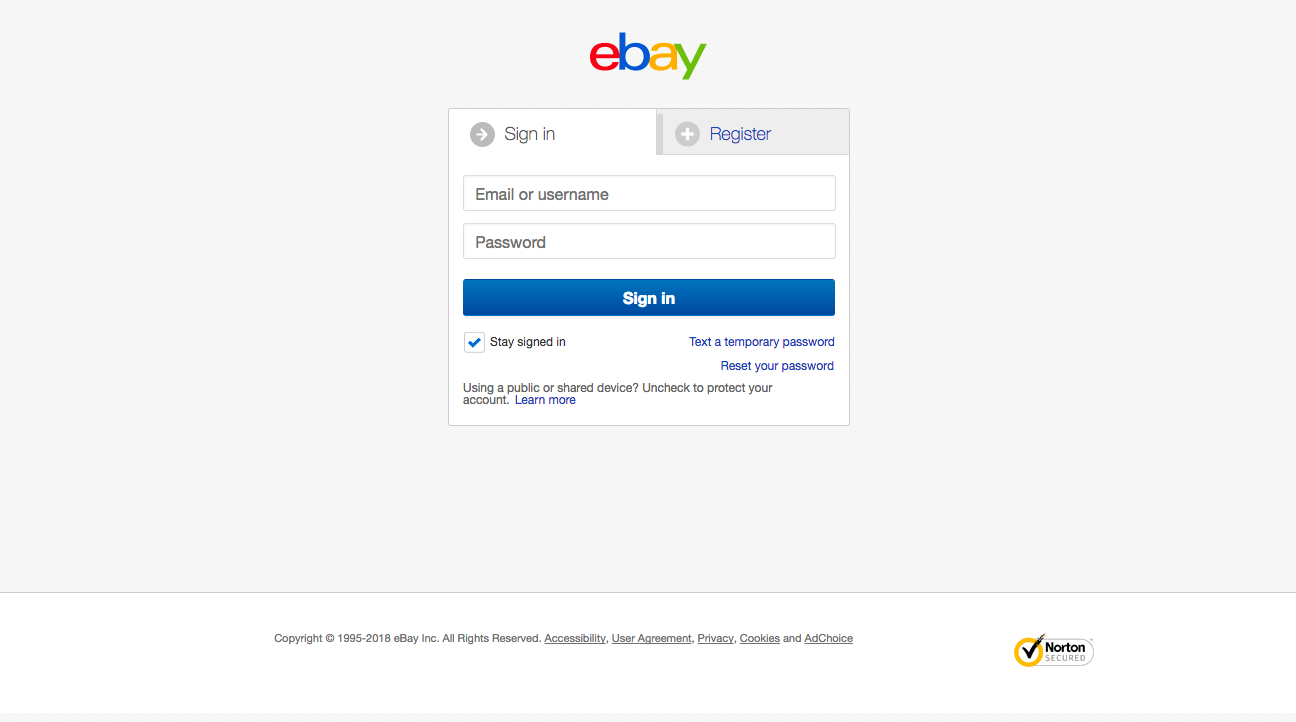 ebay
Sign in
Register
Email or username
Password
Sign in
Stay signed in
Text a temporary password
Reset your password
Using a public or shared device? Uncheck to protect your
account. Learn more
Copyright © 1995-2018 eBay Inc. All Rights Reserved. Accessibility, User Agreement, Privacy, Cookies and AdChoice
Norton
SECURED